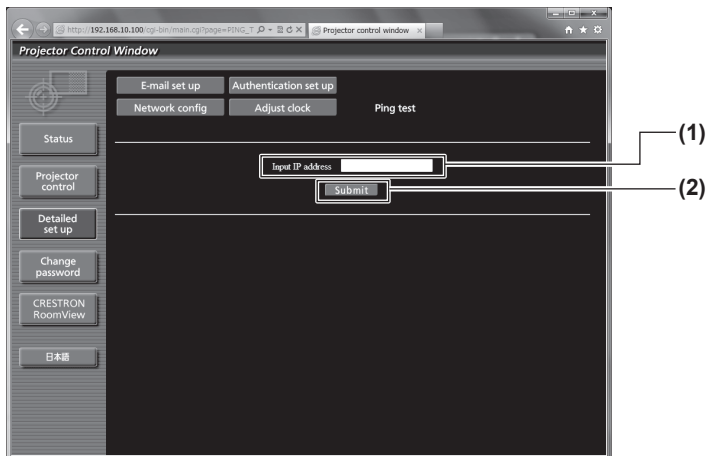 http://192.168.10.100/cgi-bin/main.cgi?page=PING_T
Projector control window
Projector Control Window
E-mail set up
Authentication set up
Network config
Adjust clock
Ping test
Status
Projector
control
Detailed
set up
Change
password
CRESTRON
RoomView
日本語
Input IP address
Submit
(1)
(2)